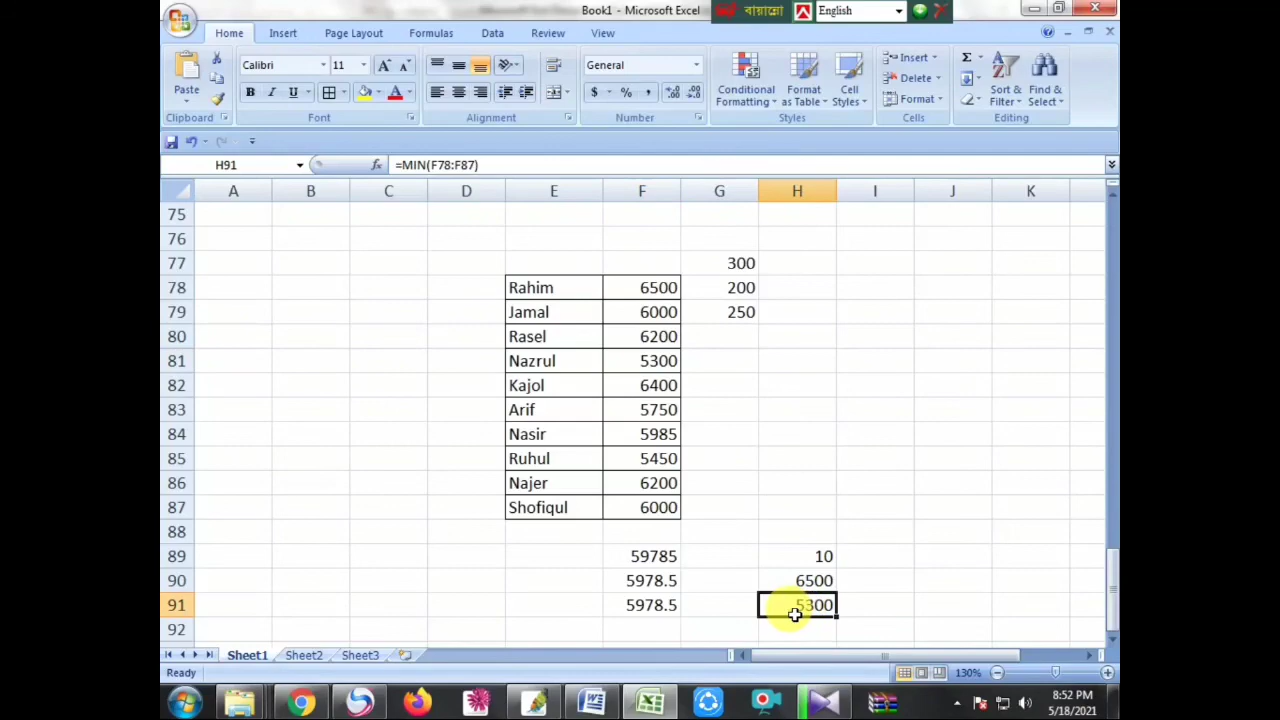 Book1 - Microsoft Excel
বায়ান্নো
English
Home Insert Page Layout Formulas Data Review View
Paste
Clipboard
Calibri 11
B I U
Font
Alignment
General
$ % ,
Number
Conditional Formatting
Format as Table
Cell Styles
Styles
Insert
Delete
Format
Cells
Σ
Sort & Filter
Find & Select
Editing
H91 fx =MIN(F78:F87)
A B C D E F G H I J K
75
76
77 300
78 Rahim 6500 200
79 Jamal 6000 250
80 Rasel 6200
81 Nazrul 5300
82 Kajol 6400
83 Arif 5750
84 Nasir 5985
85 Ruhul 5450
86 Najer 6200
87 Shofiqul 6000
88
89 59785 10
90 5978.5 6500
91 5978.5 5300
92
Sheet1 Sheet2 Sheet3
Ready 130%
8:52 PM
5/18/2021